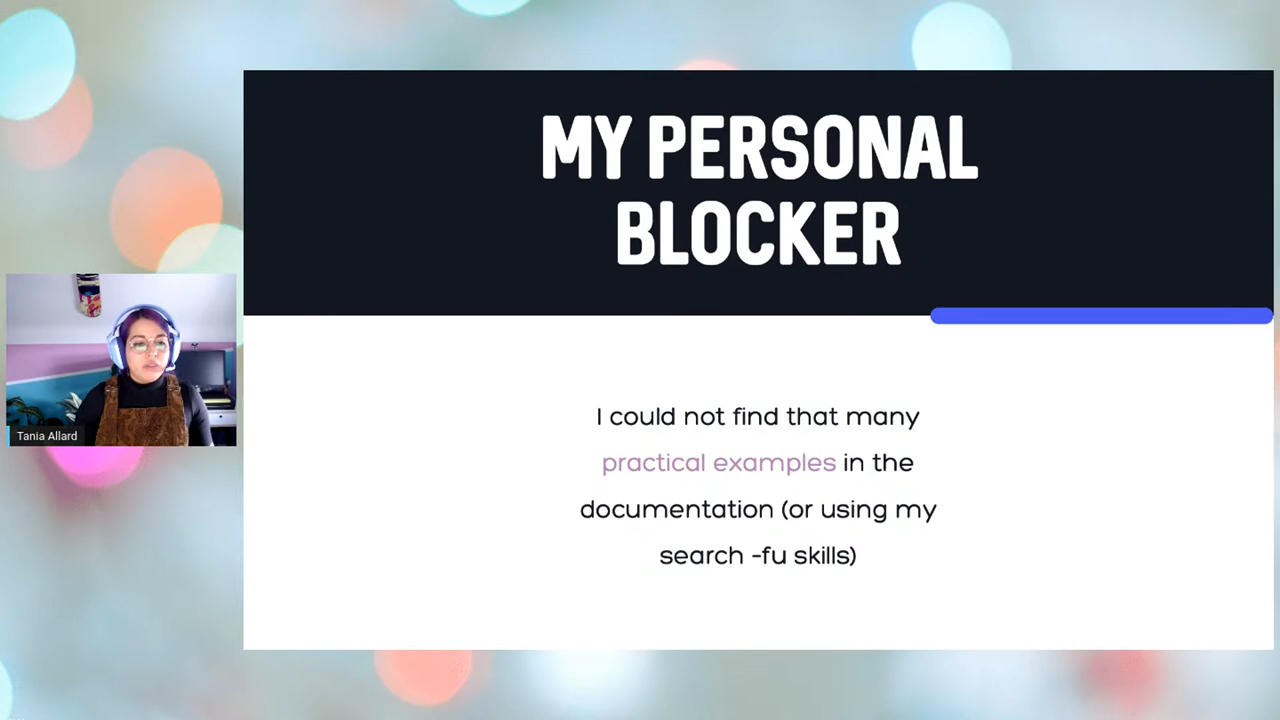 MY PERSONAL
BLOCKER
I could not find that many
practical examples in the
documentation (or using my
search -fu skills)
Tania Allard